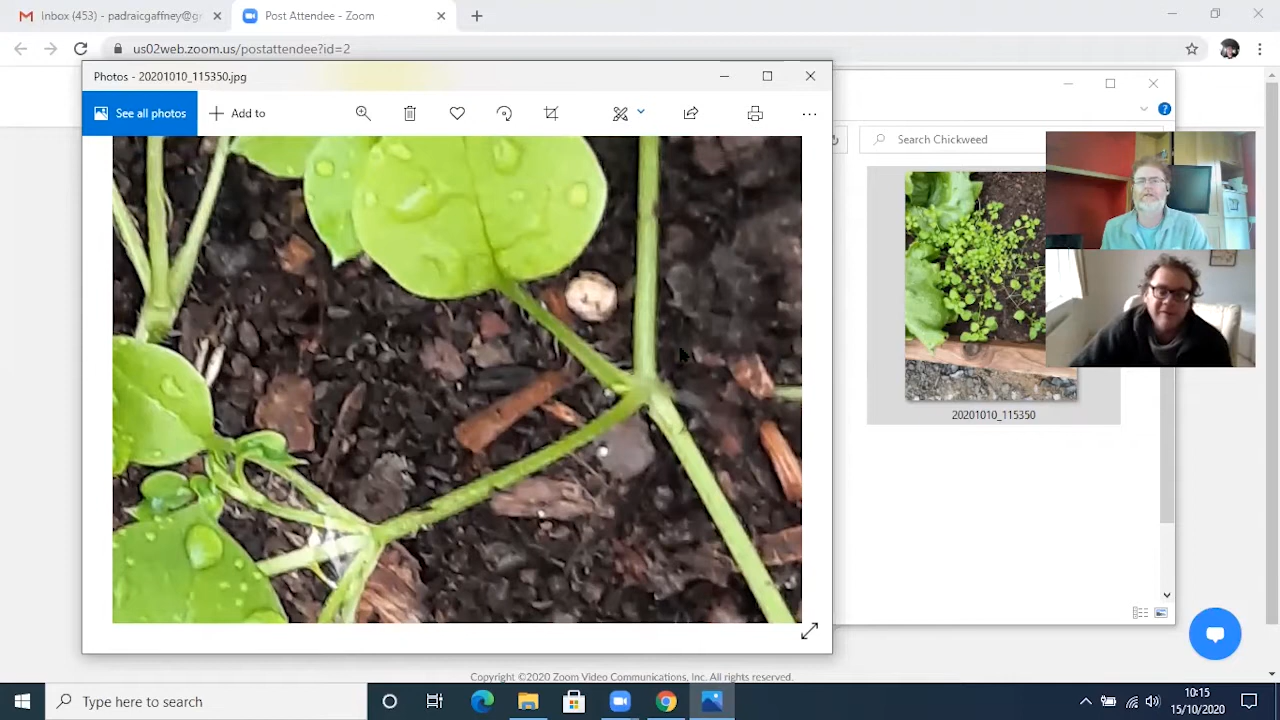 Inbox (453) - padraicgaffney@gr
Post Attendee - Zoom
us02web.zoom.us/postattendee?id=2
Photos - 20201010_115350.jpg
See all photos
Add to
Search Chickweed
20201010_115350
Copyright ©2020 Zoom Video Communications, Inc. All rights reserved.
Type here to search
10:15
15/10/2020